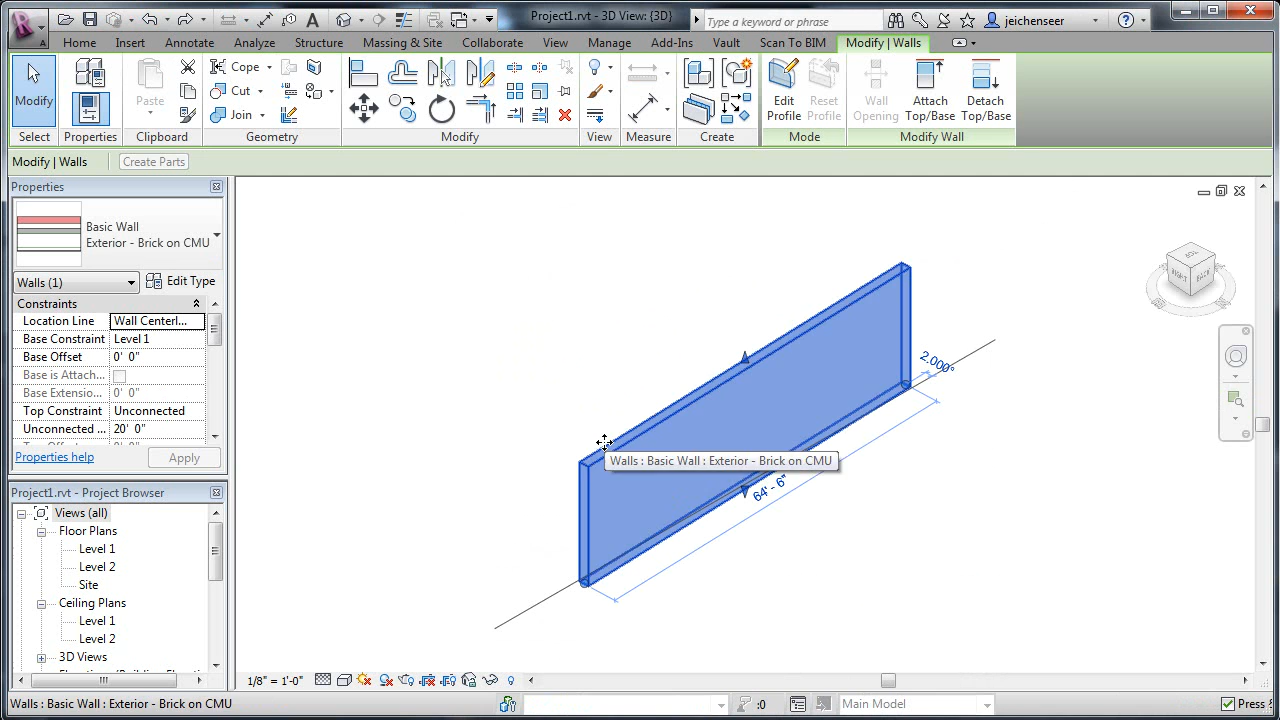 Project1.rvt - 3D View: {3D}
Type a keyword or phrase
jeichenseer
Home Insert Annotate Analyze Structure Massing & Site Collaborate View Manage Add-Ins Vault Scan To BIM Modify | Walls
Modify
Paste
Cope
Cut
Join
Edit Profile
Reset Profile
Wall Opening
Attach Top/Base
Detach Top/Base
Select Properties Clipboard Geometry Modify View Measure Create Mode Modify Wall
Modify | Walls Create Parts
Properties
Basic Wall
Exterior - Brick on CMU
Walls (1) Edit Type
Constraints
Location Line Wall Centerl...
Base Constraint Level 1
Base Offset 0' 0"
Base is Attach...
Base Extensio... 0' 0"
Top Constraint Unconnected
Unconnected ... 20' 0"
Properties help Apply
Project1.rvt - Project Browser
Views (all)
Floor Plans
Level 1
Level 2
Site
Ceiling Plans
Level 1
Level 2
3D Views
RIGHT
BACK
2.000°
Walls : Basic Wall : Exterior - Brick on CMU
64' - 6"
1/8" = 1'-0"
Walls : Basic Wall : Exterior - Brick on CMU
:0
Main Model
Press